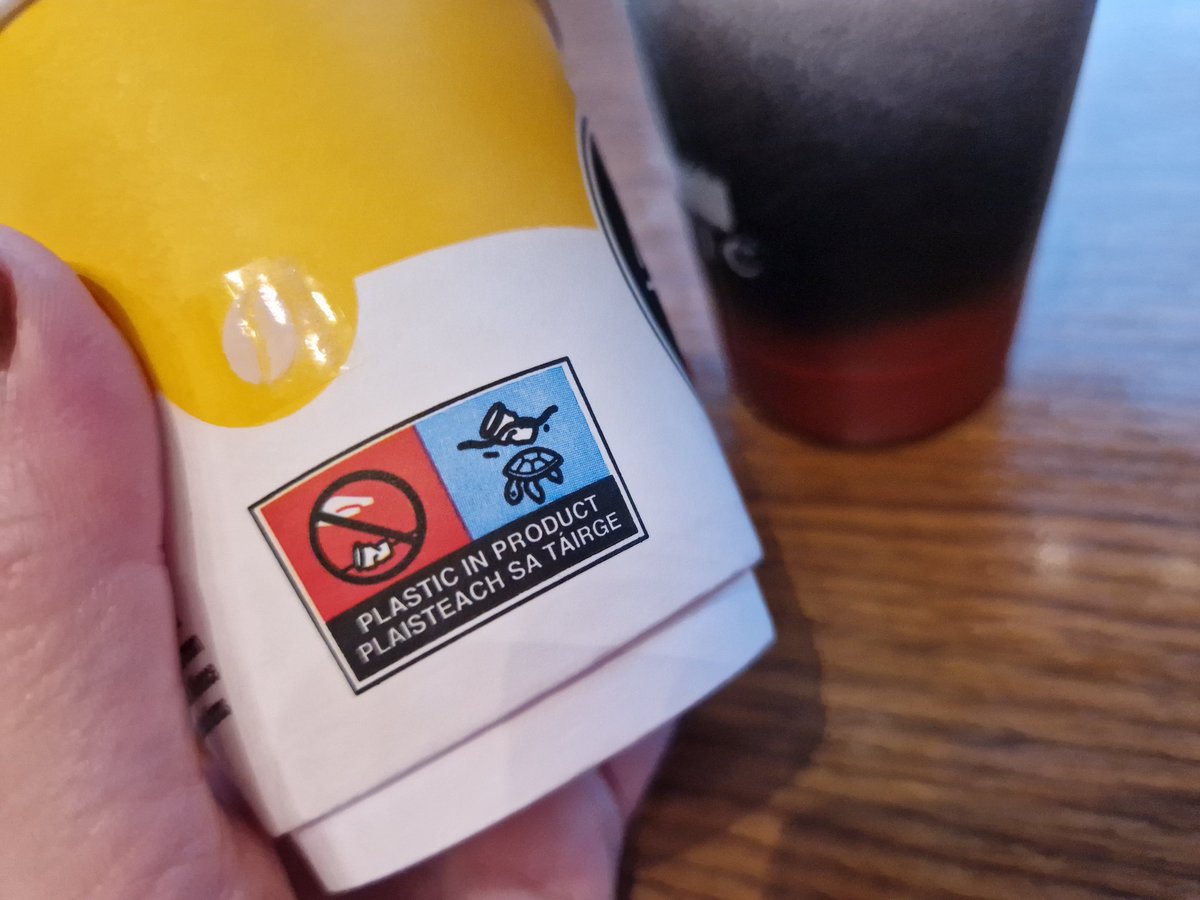 PLASTIC IN PRODUCT
PLAISTEACH SA TÁIRGE